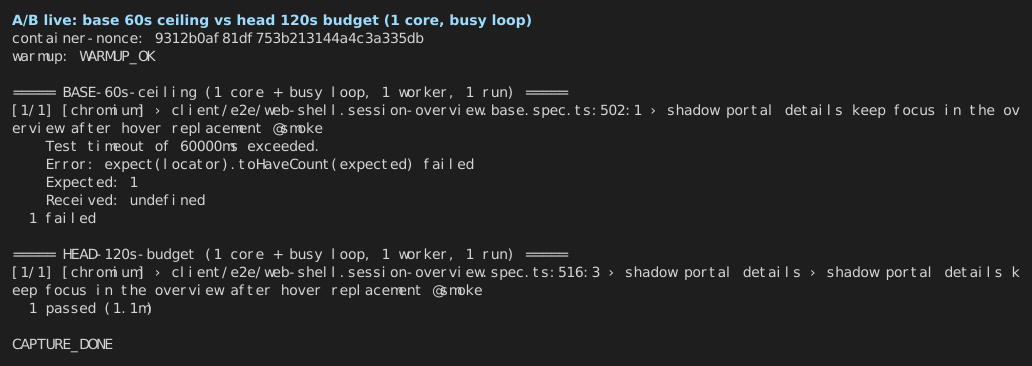 A/B live: base 60s ceiling vs head 120s budget (1 core, busy loop)
container-nonce: 9312b0af81df753b213144a4c3a335db
warmup: WARMUP_OK
═════ BASE-60s-ceiling (1 core + busy loop, 1 worker, 1 run) ═════
[1/1] [chromium] › client/e2e/web-shell.session-overview.base.spec.ts:502:1 › shadow portal details keep focus in the ov
erview after hover replacement @smoke
Test timeout of 60000ms exceeded.
Error: expect(locator).toHaveCount(expected) failed
Expected: 1
Received: undefined
1 failed
═════ HEAD-120s-budget (1 core + busy loop, 1 worker, 1 run) ═════
[1/1] [chromium] › client/e2e/web-shell.session-overview.spec.ts:516:3 › shadow portal details › shadow portal details k
eep focus in the overview after hover replacement @smoke
1 passed (1.1m)
CAPTURE_DONE